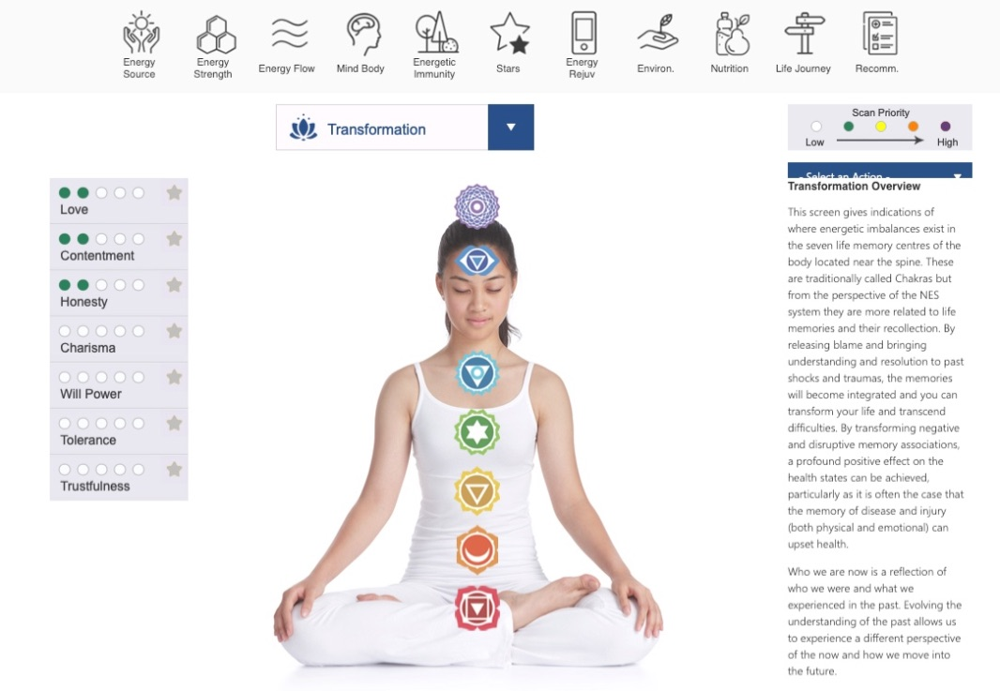 Energy
Source
Energy
Strength
Energy Flow
Mind Body
Energetic
Immunity
Stars
Energy
Rejuv
Environ.
Nutrition
Life Journey
Recomm.
Transformation
Scan Priority
Low
High
- Select an Action -
Love
Contentment
Honesty
Charisma
Will Power
Tolerance
Trustfulness
Transformation Overview
This screen gives indications of
where energetic imbalances exist in
the seven life memory centres of the
body located near the spine. These
are traditionally called Chakras but
from the perspective of the NES
system they are more related to life
memories and their recollection. By
releasing blame and bringing
understanding and resolution to past
shocks and traumas, the memories
will become integrated and you can
transform your life and transcend
difficulties. By transforming negative
and disruptive memory associations,
a profound positive effect on the
health states can be achieved,
particularly as it is often the case that
the memory of disease and injury
(both physical and emotional) can
upset health.
Who we are now is a reflection of
who we were and what we
experienced in the past. Evolving the
understanding of the past allows us
to experience a different perspective
of the now and how we move into
the future.